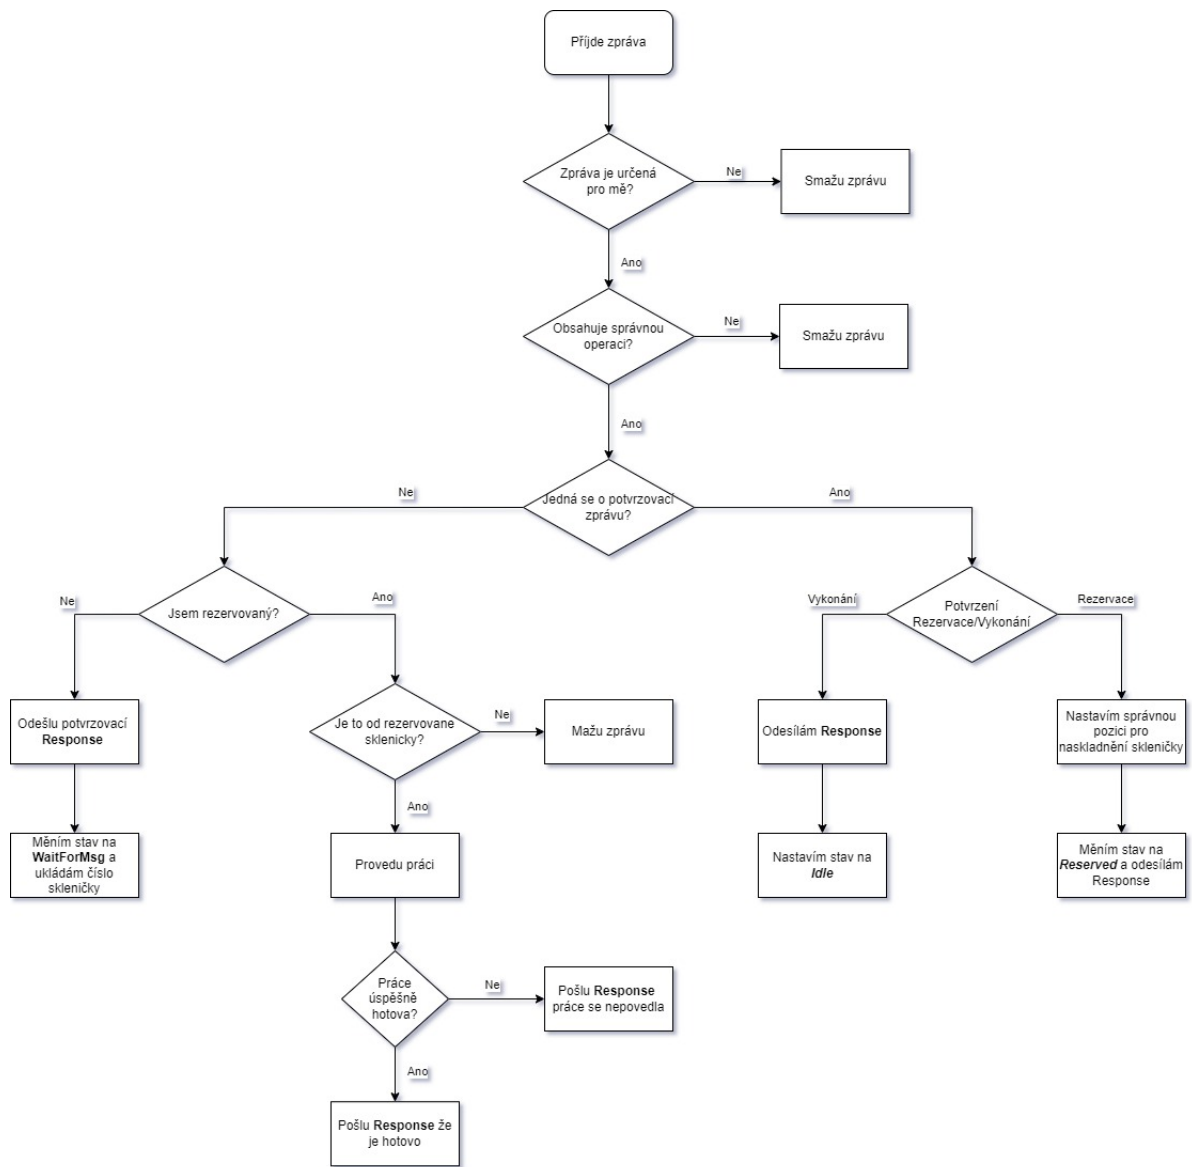 Příjde zpráva
Zpráva je určená
pro mě?
Ne
Smažu zprávu
Ano
Obsahuje správnou
operaci?
Ne
Smažu zprávu
Ano
Jedná se o potvrzovací
zprávu?
Ne
Ano
Jsem rezervovaný?
Ne
Ano
Potvrzení
Rezervace/Vykonání
Vykonání
Rezervace
Odešlu potvrzovací
Response
Je to od rezervovane
sklenicky?
Ne
Mažu zprávu
Odesílám Response
Nastavím správnou
pozici pro
naskladnění skleničky
Ano
Měním stav na
WaitForMsg a
ukládám číslo
skleničky
Provedu práci
Nastavím stav na
Idle
Měním stav na
Reserved a odesílám
Response
Práce
úspěšně
hotova?
Ne
Pošlu Response
práce se nepovedla
Ano
Pošlu Response že
je hotovo